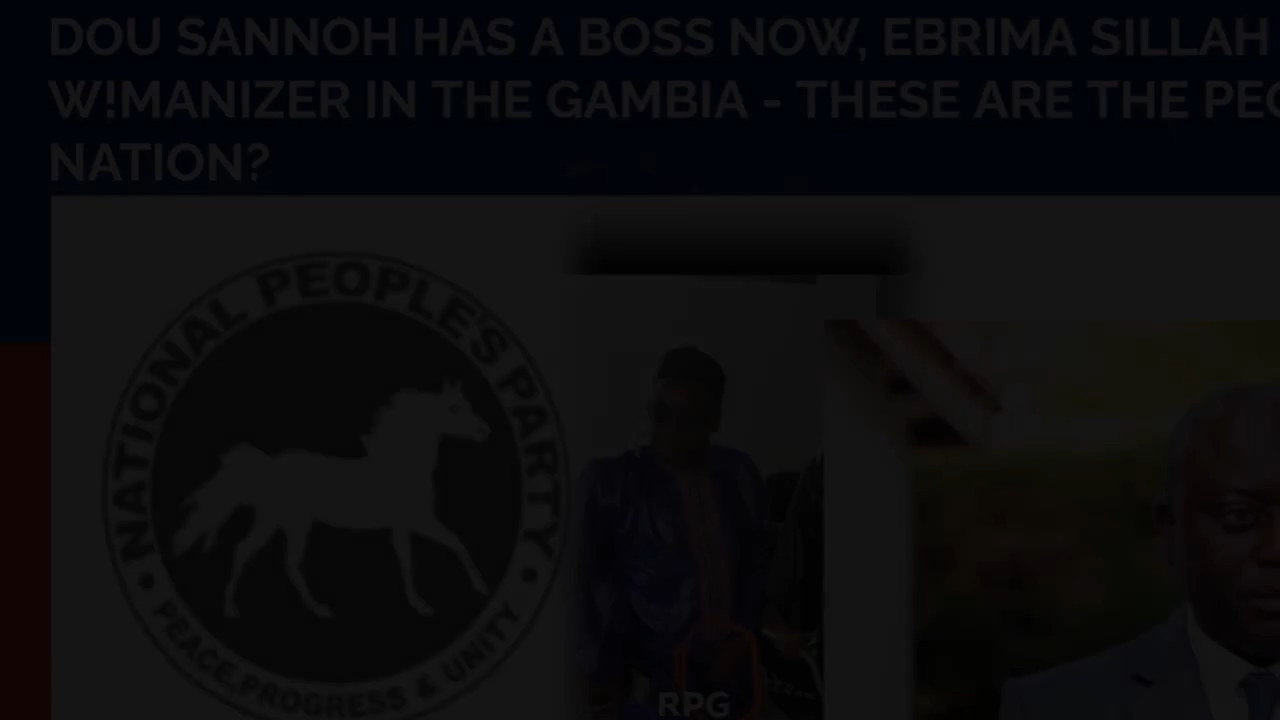 DOU SANNOH HAS A BOSS NOW, EBRIMA SILLAH
W!MANIZER IN THE GAMBIA - THESE ARE THE
NATION?
NATIONAL PEOPLE'S PARTY
• PEACE, PROGRESS & UNITY •
RPG